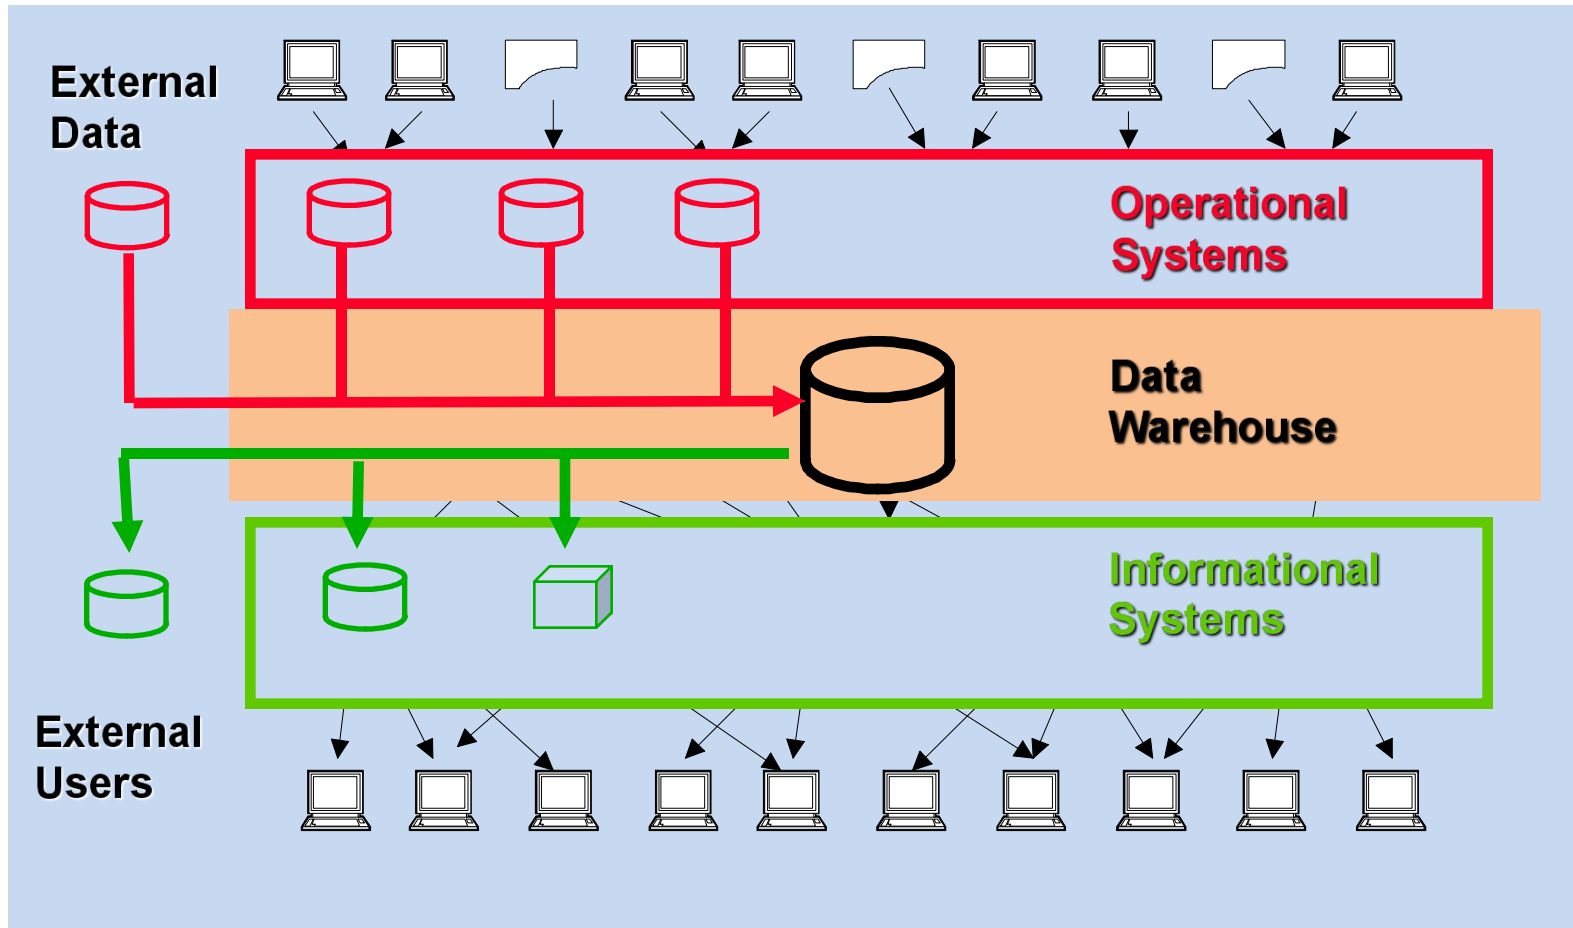 External
Data
Operational
Systems
Data
Warehouse
Informational
Systems
External
Users